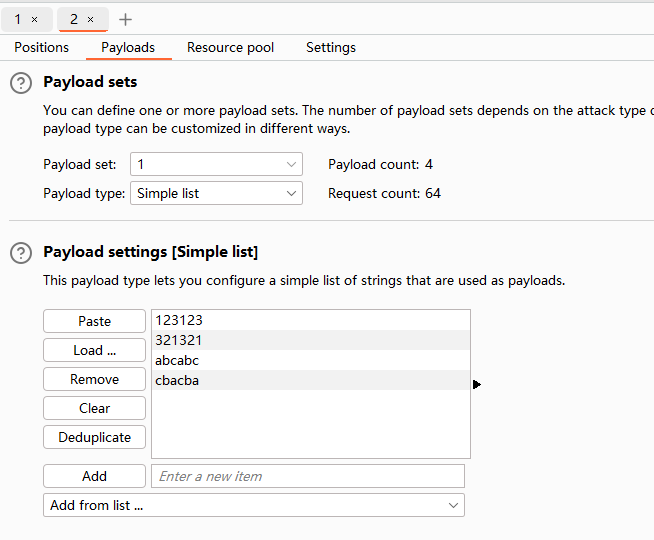 1 × 2 × +
Positions Payloads Resource pool Settings
? Payload sets
You can define one or more payload sets. The number of payload sets depends on the attack type
payload type can be customized in different ways.
Payload set: 1 Payload count: 4
Payload type: Simple list Request count: 64
? Payload settings [Simple list]
This payload type lets you configure a simple list of strings that are used as payloads.
Paste
Load ...
Remove
Clear
Deduplicate
123123
321321
abcabc
cbacba
Add Enter a new item
Add from list ...